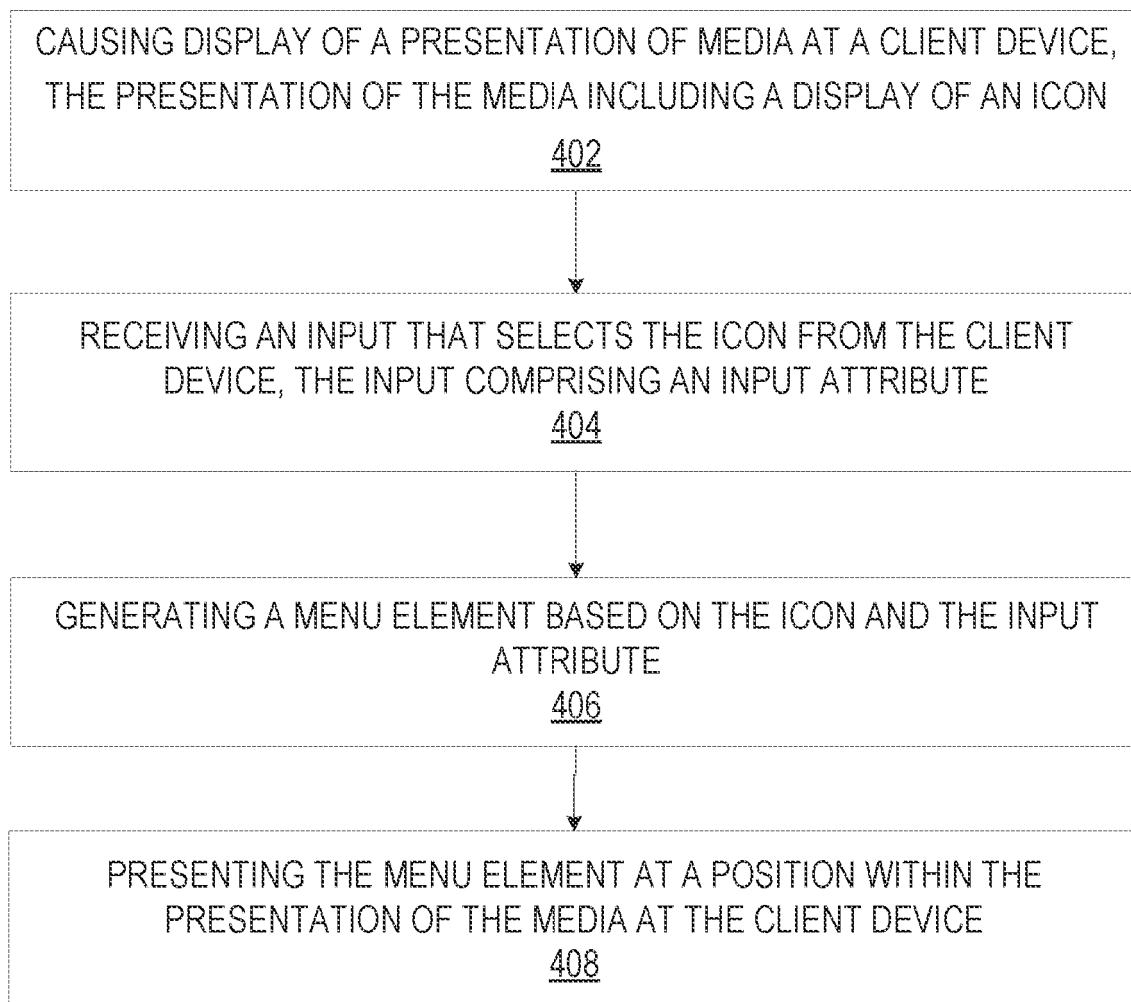 CAUSING DISPLAY OF A PRESENTATION OF MEDIA AT A CLIENT DEVICE,
THE PRESENTATION OF THE MEDIA INCLUDING A DISPLAY OF AN ICON
402
RECEIVING AN INPUT THAT SELECTS THE ICON FROM THE CLIENT
DEVICE, THE INPUT COMPRISING AN INPUT ATTRIBUTE
404
GENERATING A MENU ELEMENT BASED ON THE ICON AND THE INPUT
ATTRIBUTE
406
PRESENTING THE MENU ELEMENT AT A POSITION WITHIN THE
PRESENTATION OF THE MEDIA AT THE CLIENT DEVICE
408